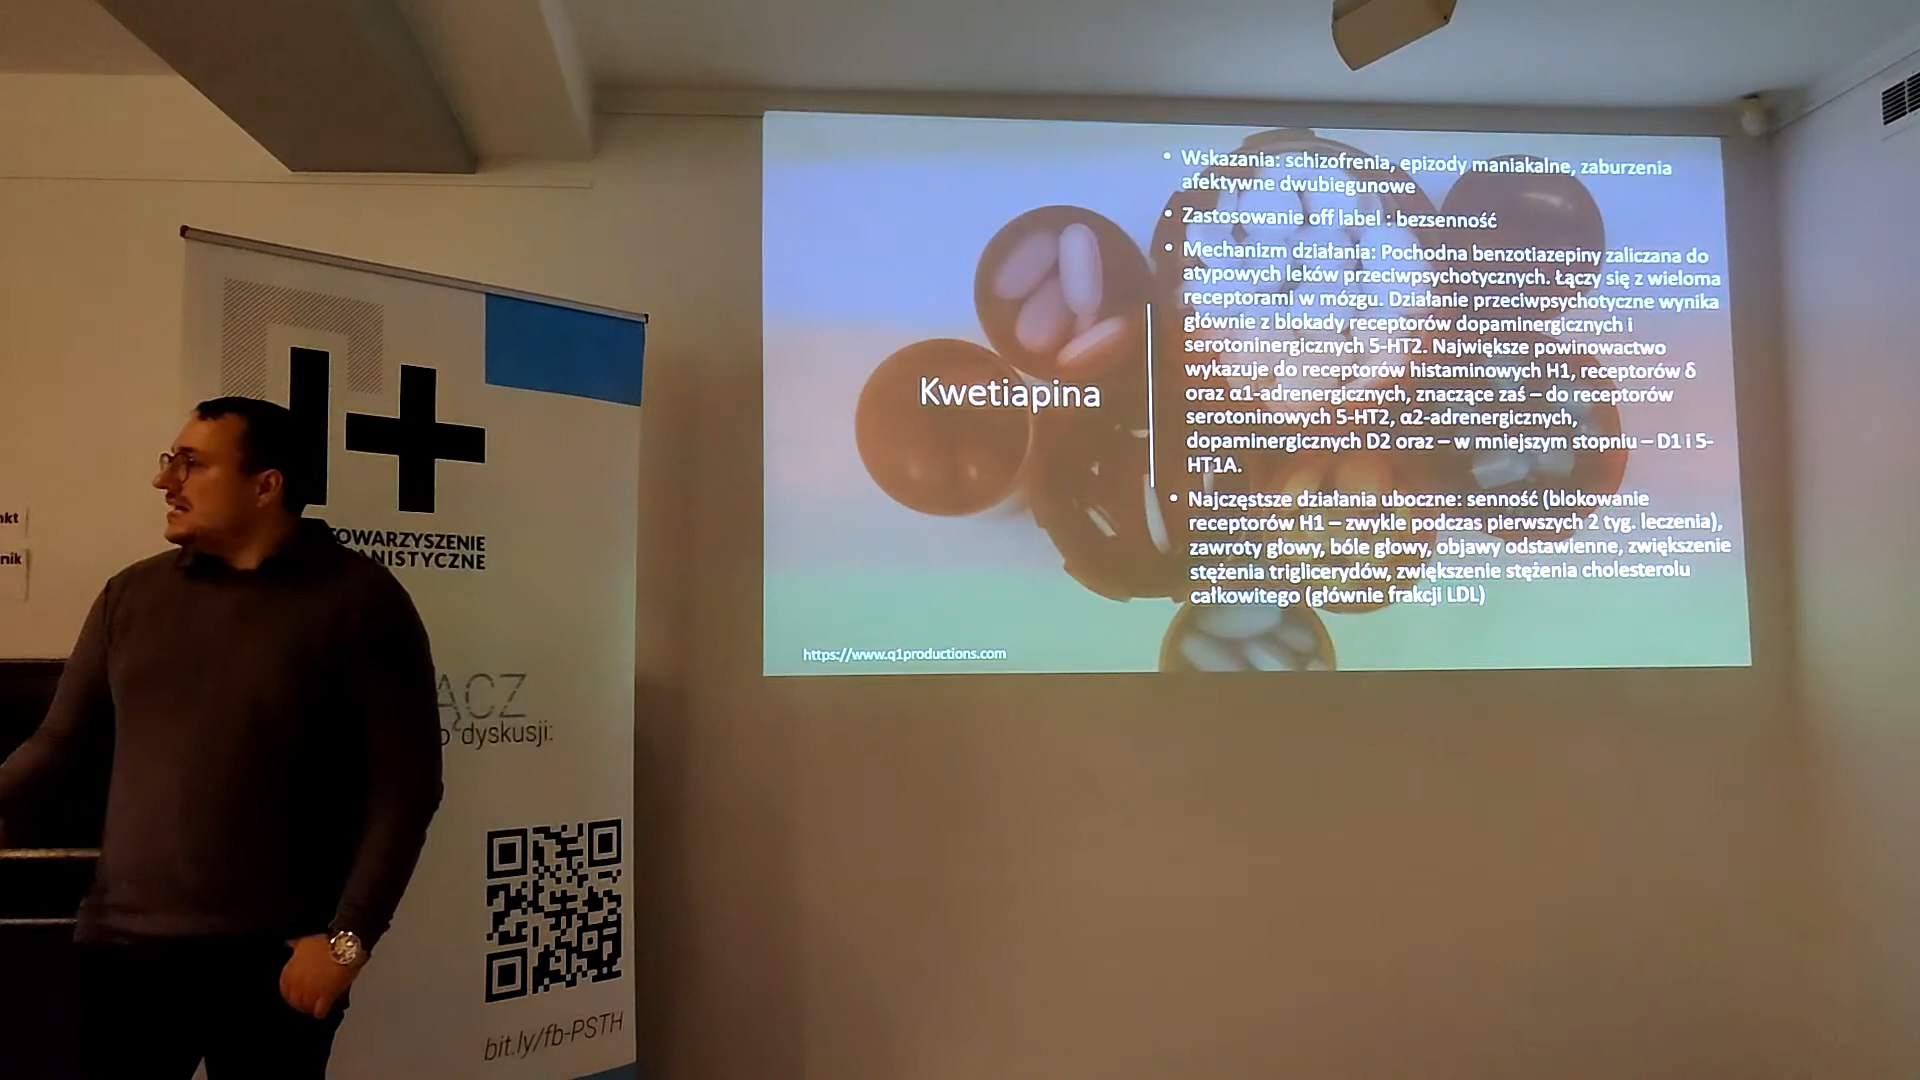 Kwetiapina
• Wskazania: schizofrenia, epizody maniakalne, zaburzenia
afektywne dwubiegunowe
• Zastosowanie off label : bezsenność
• Mechanizm działania: Pochodna benzotiazepiny zaliczana do
atypowych leków przeciwpsychotycznych. Łączy się z wieloma
receptorami w mózgu. Działanie przeciwpsychotyczne wynika
głównie z blokady receptorów dopaminergicznych i
serotoninergicznych 5-HT2. Największe powinowactwo
wykazuje do receptorów histaminowych H1, receptorów δ
oraz α1-adrenergicznych, znaczące zaś – do receptorów
serotoninowych 5-HT2, α2-adrenergicznych,
dopaminergicznych D2 oraz – w mniejszym stopniu – D1 i 5-
HT1A.
• Najczęstsze działania uboczne: senność (blokowanie
receptorów H1 – zwykle podczas pierwszych 2 tyg. leczenia),
zawroty głowy, bóle głowy, objawy odstawienne, zwiększenie
stężenia triglicerydów, zwiększenie stężenia cholesterolu
całkowitego (głównie frakcji LDL)
https://www.q1productions.com
OWARZYSZENIE
ANISTYCZNE
ĄCZ
o dyskusji:
bit.ly/fb-PSTH
nkt
nik